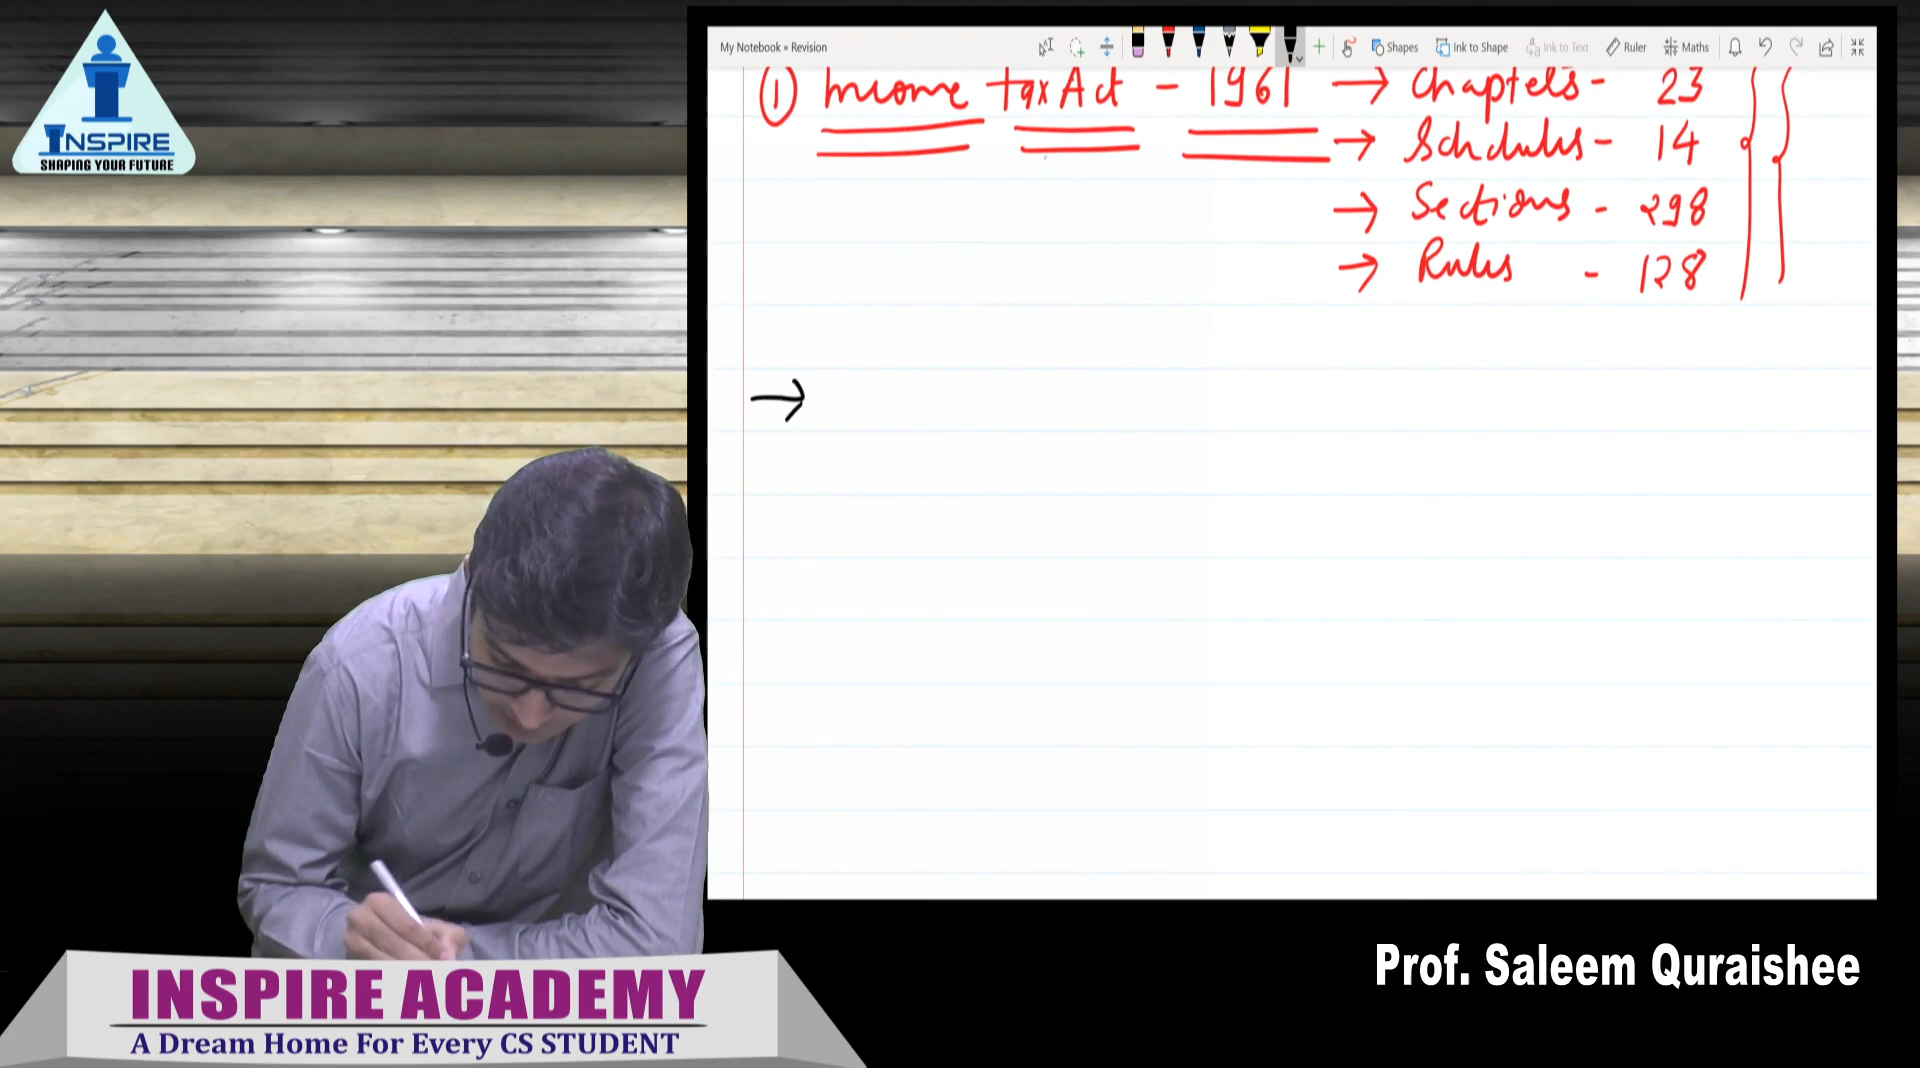 INSPIRE
SHAPING YOUR FUTURE
My Notebook » Revision
Shapes
Ink to Shape
Ink to Text
Ruler
Maths
① Income tax Act - 1961 → Chapters - 23
→ Schdules - 14
→ Sections - 298
→ Rules - 128
→
INSPIRE ACADEMY
A Dream Home For Every CS STUDENT
Prof. Saleem Quraishee